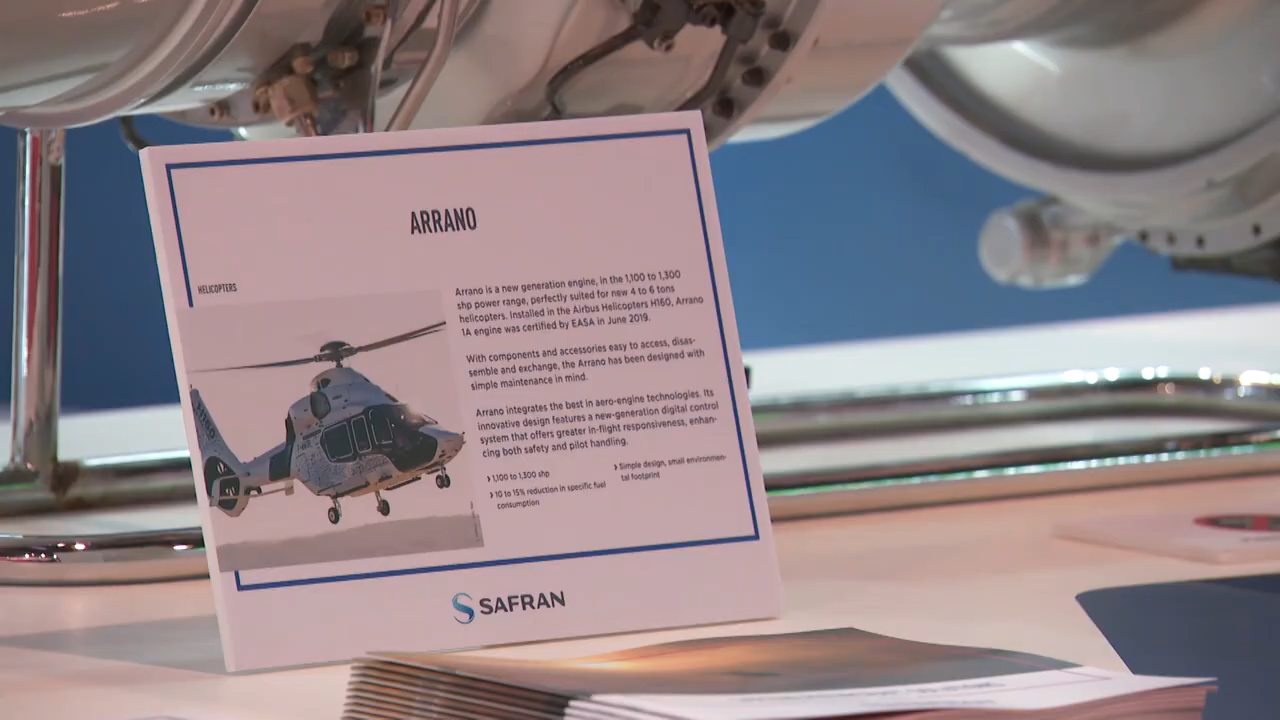 ARRANO
HELICOPTERS
Arrano is a new generation engine, in the 1,100 to 1,300
shp power range, perfectly suited for new 4 to 6 tons
helicopters. Installed in the Airbus Helicopters H160, Arrano
1A engine was certified by EASA in June 2019.
With components and accessories easy to access, disas-
semble and exchange, the Arrano has been designed with
simple maintenance in mind.
Arrano integrates the best in aero-engine technologies. Its
innovative design features a new-generation digital control
system that offers greater in-flight responsiveness, enhan-
cing both safety and pilot handling.
› 1,100 to 1,300 shp
› 10 to 15% reduction in specific fuel
consumption
› Simple design, small environmen-
tal footprint
SAFRAN